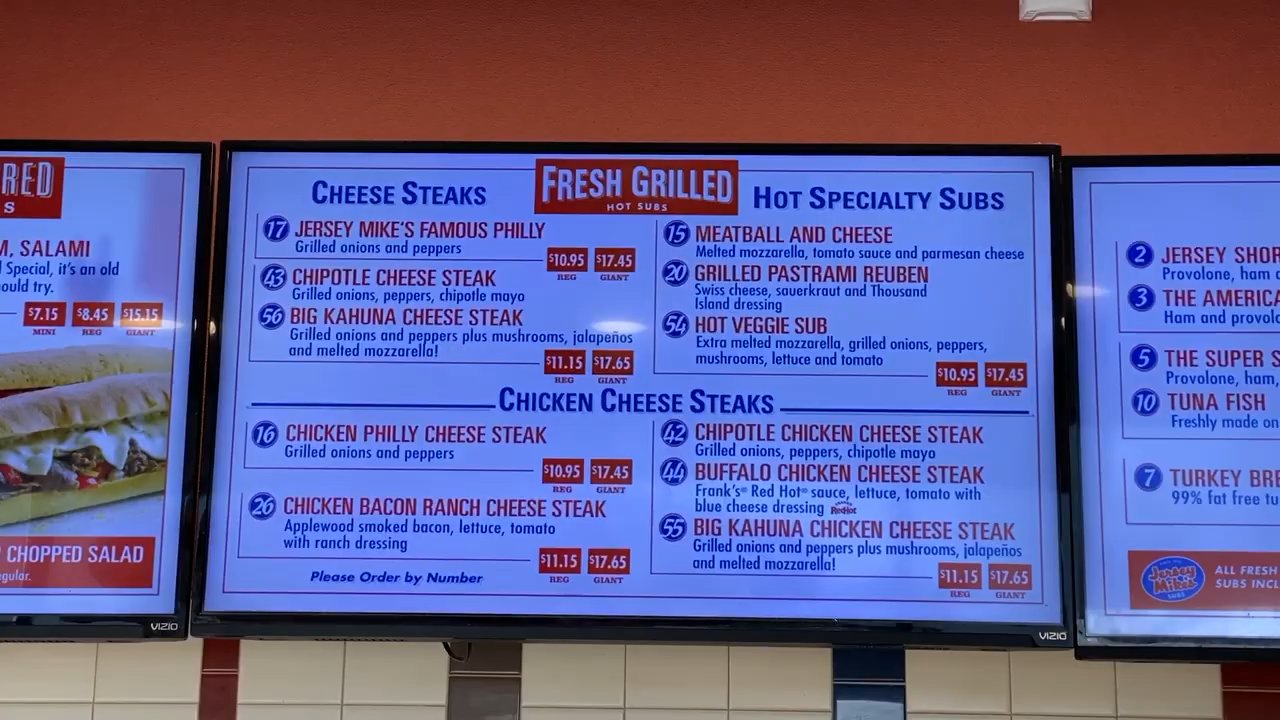 RED
S
M, SALAMI
Special, it's an old
ould try.
$7.15 $8.45 $15.15
MINI REG GIANT
CHOPPED SALAD
egular.
VIZIO
FRESH GRILLED
HOT SUBS
CHEESE STEAKS
17 JERSEY MIKE'S FAMOUS PHILLY
Grilled onions and peppers
$10.95 $17.45
REG GIANT
43 CHIPOTLE CHEESE STEAK
Grilled onions, peppers, chipotle mayo
56 BIG KAHUNA CHEESE STEAK
Grilled onions and peppers plus mushrooms, jalapeños
and melted mozzarella!
$11.15 $17.65
REG GIANT
HOT SPECIALTY SUBS
15 MEATBALL AND CHEESE
Melted mozzarella, tomato sauce and parmesan cheese
20 GRILLED PASTRAMI REUBEN
Swiss cheese, sauerkraut and Thousand
Island dressing
54 HOT VEGGIE SUB
Extra melted mozzarella, grilled onions, peppers,
mushrooms, lettuce and tomato
$10.95 $17.45
REG GIANT
CHICKEN CHEESE STEAKS
16 CHICKEN PHILLY CHEESE STEAK
Grilled onions and peppers
$10.95 $17.45
REG GIANT
26 CHICKEN BACON RANCH CHEESE STEAK
Applewood smoked bacon, lettuce, tomato
with ranch dressing
$11.15 $17.65
REG GIANT
Please Order by Number
42 CHIPOTLE CHICKEN CHEESE STEAK
Grilled onions, peppers, chipotle mayo
44 BUFFALO CHICKEN CHEESE STEAK
Frank's® Red Hot® sauce, lettuce, tomato with
blue cheese dressing RedHot
55 BIG KAHUNA CHICKEN CHEESE STEAK
Grilled onions and peppers plus mushrooms, jalapeños
and melted mozzarella!
$11.15 $17.65
REG GIANT
VIZIO
2 JERSEY SHOR
Provolone, ham
3 THE AMERICA
Ham and provolo
5 THE SUPER S
Provolone, ham,
10 TUNA FISH
Freshly made on
7 TURKEY BRE
99% fat free tu
Jersey Mike's SUBS
ALL FRESH
SUBS INCL